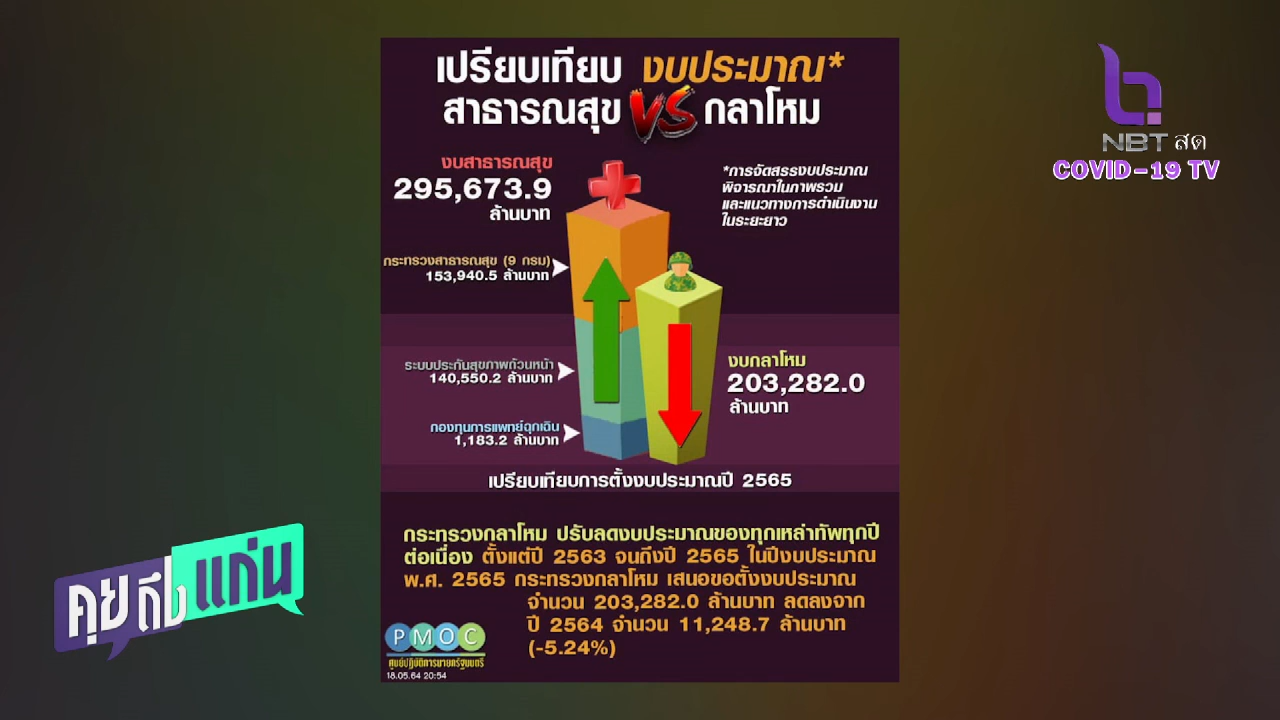 เปรียบเทียบ งบประมาณ*
สาธารณสุข VS กลาโหม
งบสาธารณสุข
295,673.9
ล้านบาท
*การจัดสรรงบประมาณ
พิจารณาในภาพรวม
และแนวทางการดำเนินงาน
ในระยะยาว
กระทรวงสาธารณสุข (9 กรม)
153,940.5 ล้านบาท
ระบบประกันสุขภาพถ้วนหน้า
140,550.2 ล้านบาท
กองทุนการแพทย์ฉุกเฉิน
1,183.2 ล้านบาท
งบกลาโหม
203,282.0
ล้านบาท
เปรียบเทียบการตั้งงบประมาณปี 2565
กระทรวงกลาโหม ปรับลดงบประมาณของทุกเหล่าทัพทุกปี
ต่อเนื่อง ตั้งแต่ปี 2563 จนถึงปี 2565 ในปีงบประมาณ
พ.ศ. 2565 กระทรวงกลาโหม เสนอขอตั้งงบประมาณ
จำนวน 203,282.0 ล้านบาท ลดลงจาก
ปี 2564 จำนวน 11,248.7 ล้านบาท
(-5.24%)
PMOC
ศูนย์ปฏิบัติการนายกรัฐมนตรี
18.05.64 20:54
NBT สด
COVID-19 TV
คุยถึงแก่น